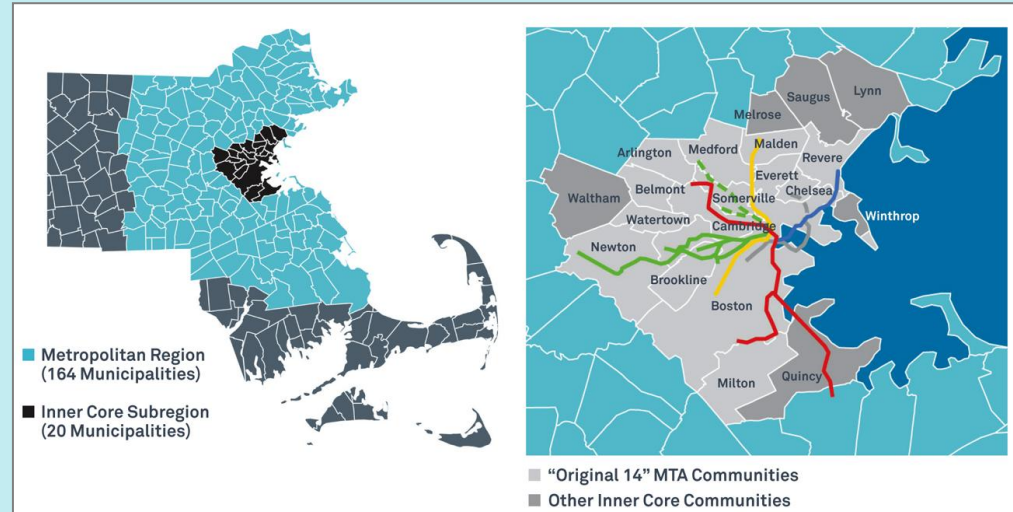 Metropolitan Region
(164 Municipalities)
Inner Core Subregion
(20 Municipalities)
Lynn
Saugus
Melrose
Malden
Medford
Arlington
Revere
Everett
Chelsea
Belmont
Somerville
Waltham
Winthrop
Watertown
Cambridge
Newton
Brookline
Boston
Milton
Quincy
“Original 14” MTA Communities
Other Inner Core Communities